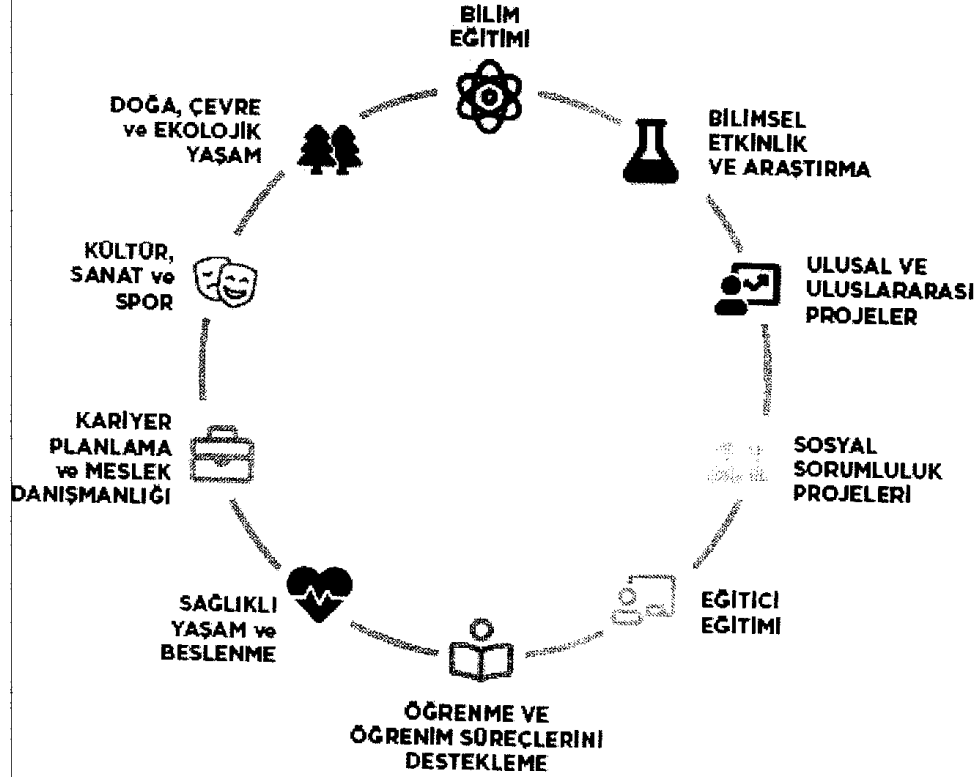 BİLİM
EĞİTİMİ
BİLİMSEL
ETKİNLİK
VE ARAŞTIRMA
ULUSAL VE
ULUSLARARASI
PROJELER
SOSYAL
SORUMLULUK
PROJELERİ
EĞİTİCİ
EĞİTİMİ
ÖĞRENME VE
ÖĞRENİM SÜREÇLERİNİ
DESTEKLEME
SAĞLIKLI
YAŞAM ve
BESLENME
KARİYER
PLANLAMA
ve MESLEK
DANIŞMANLIĞI
KÜLTÜR,
SANAT ve
SPOR
DOĞA, ÇEVRE
ve EKOLOJİK
YAŞAM